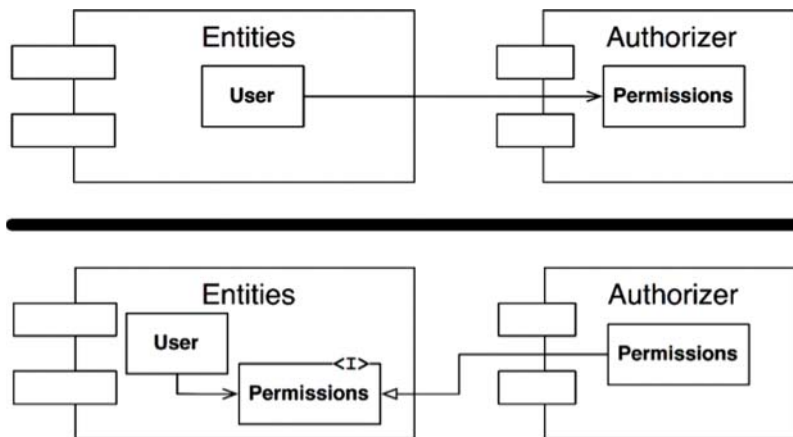 Entities
Authorizer
User
Permissions
Entities
Authorizer
User
<I>
Permissions
Permissions